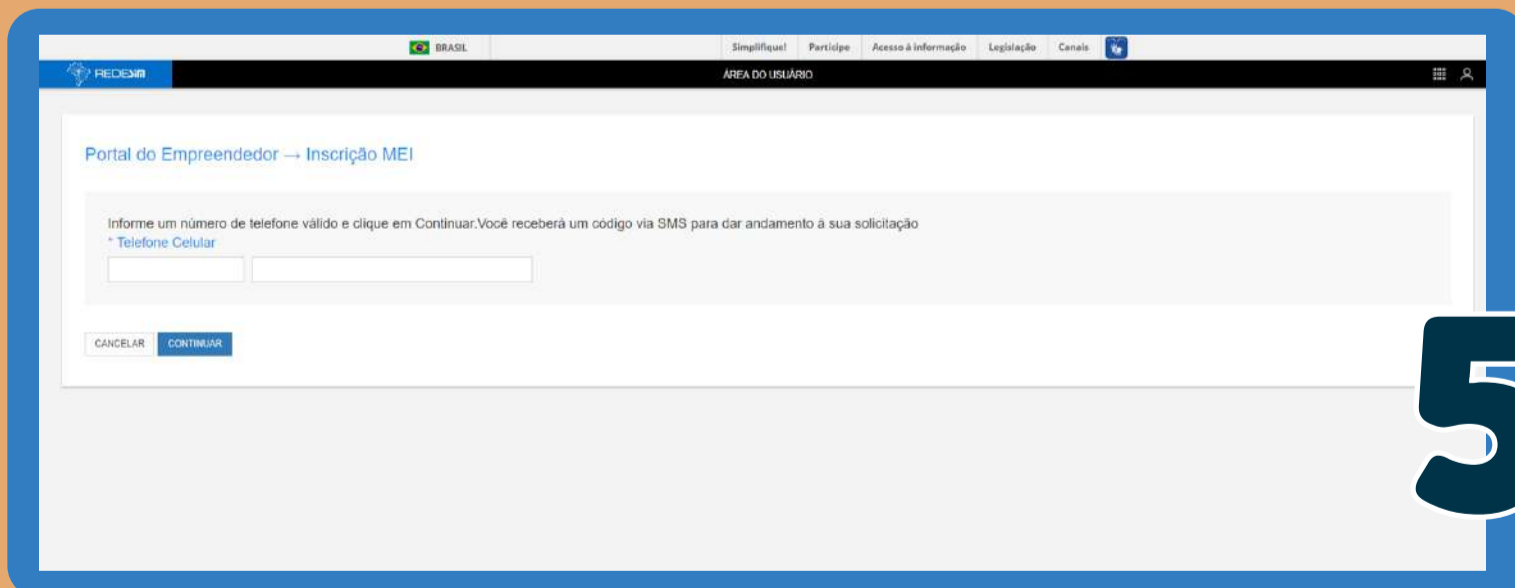 BRASIL
Simplifique! Participe Acesso à informação Legislação Canais
REDESIM
ÁREA DO USUÁRIO
Portal do Empreendedor → Inscrição MEI
Informe um número de telefone válido e clique em Continuar.Você receberá um código via SMS para dar andamento à sua solicitação
* Telefone Celular
CANCELAR CONTINUAR
5